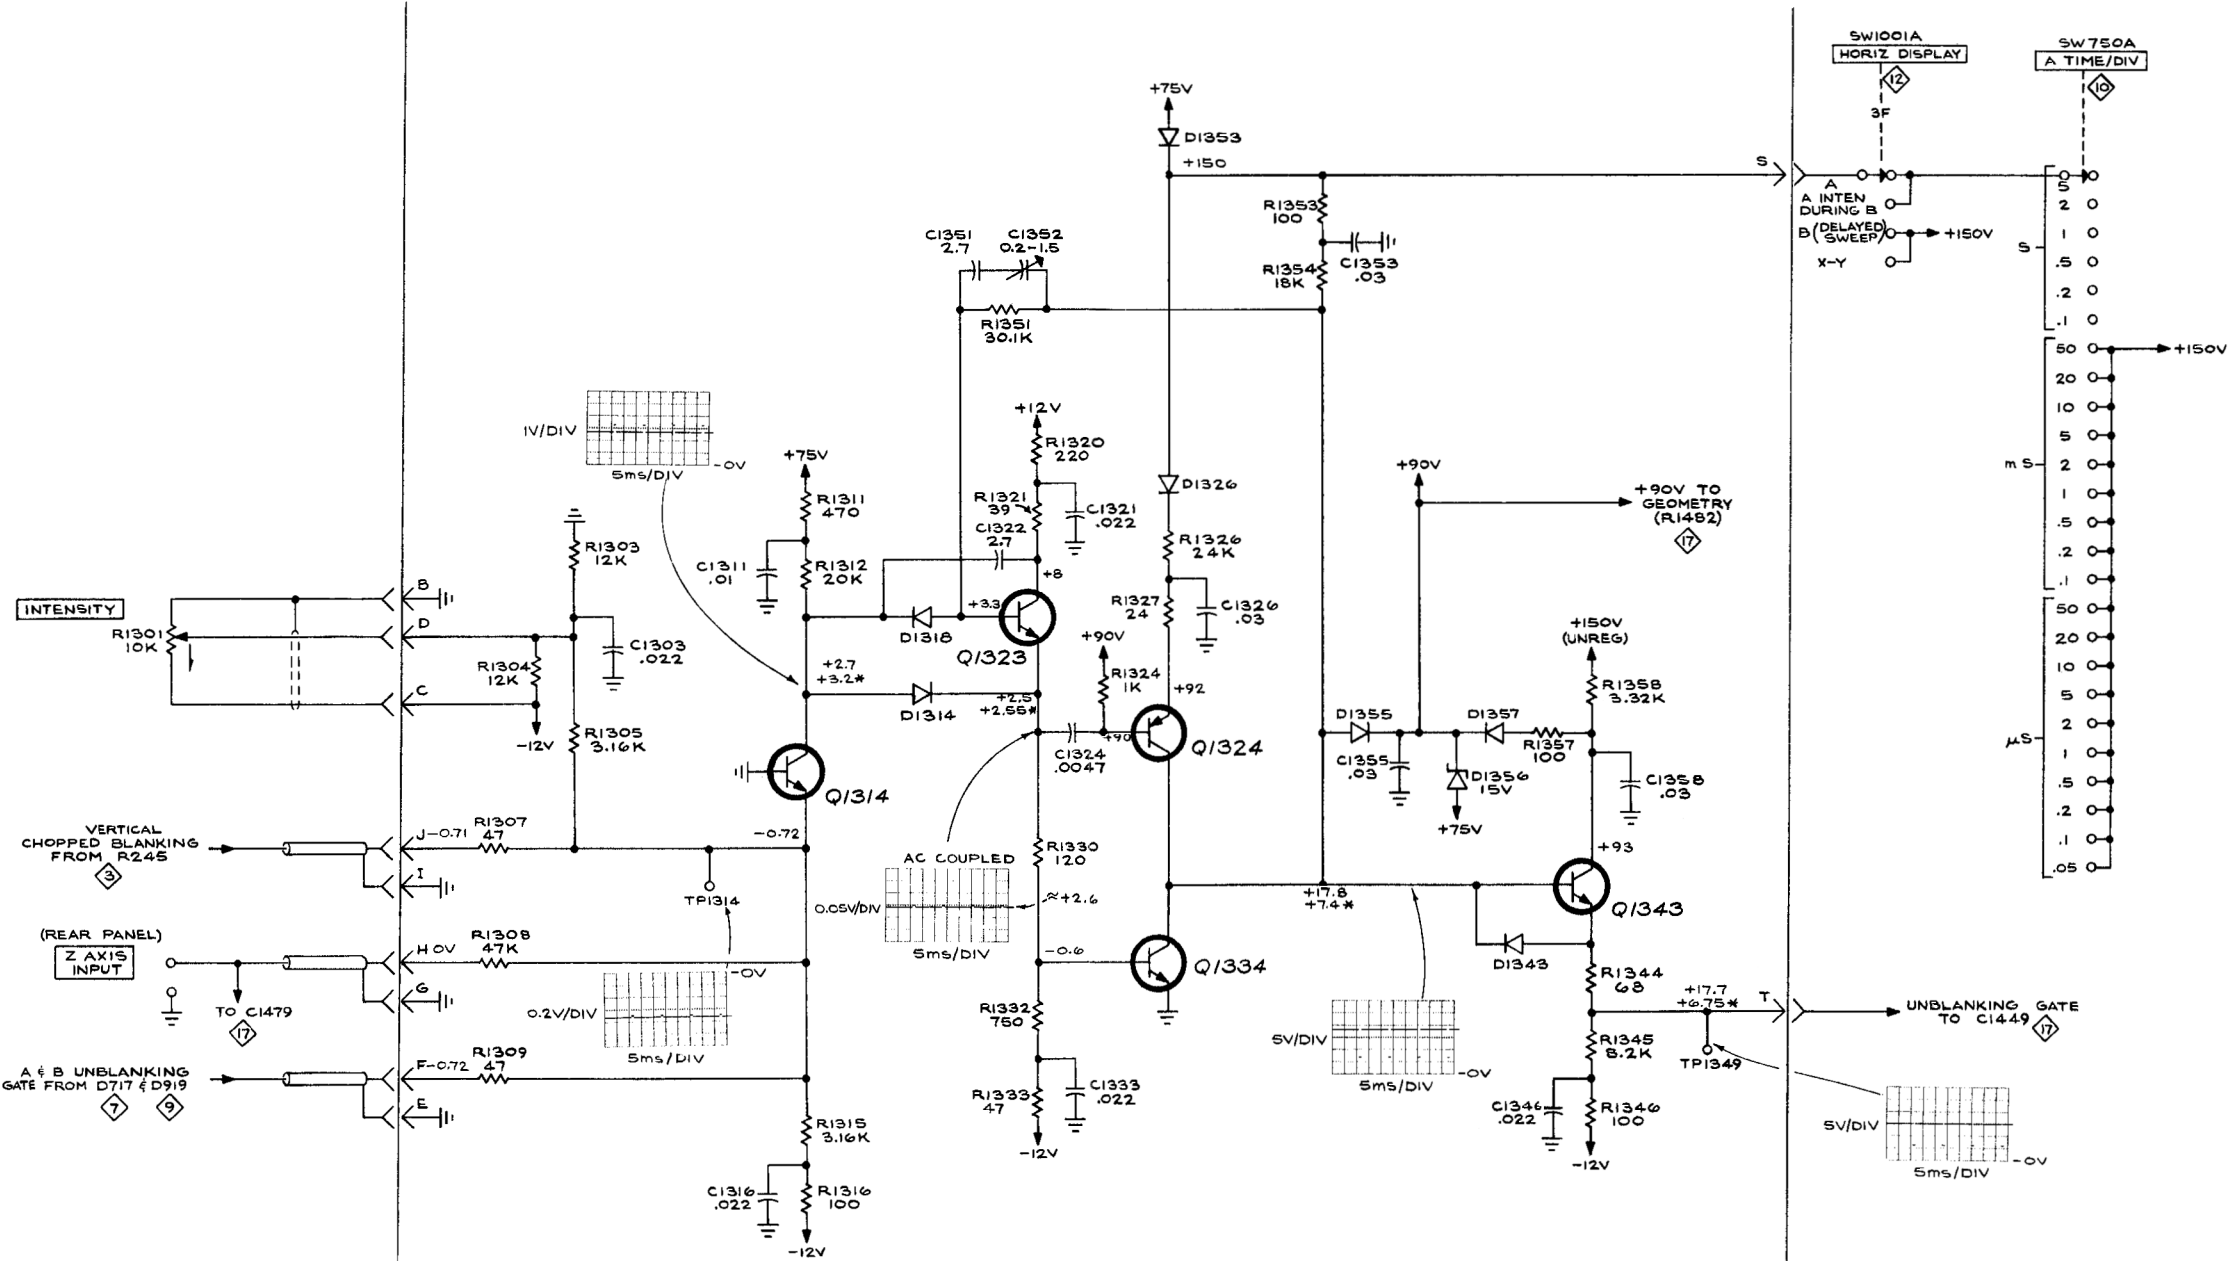 SW1001A
HORIZ DISPLAY
12
3F
SW750A
A TIME/DIV
10
+75V
D1353
+150
S
A
A INTEN
DURING B
B (DELAYED
SWEEP)
X-Y
+150V
S
5
2
1
.5
.2
.1
mS
50
20
10
5
2
1
.5
.2
.1
+150V
µS
50
20
10
5
2
1
.5
.2
.1
.05
R1353
100
C1353
.03
R1354
18K
C1351
2.7
C1352
0.2-1.5
R1351
30.1K
1V/DIV
-0V
5ms/DIV
+75V
R1311
470
C1311
.01
R1312
20K
+12V
R1320
220
R1321
39
C1321
.022
C1322
2.7
+8
+3.3
D1318
Q1323
D1326
R1326
24K
R1327
24
C1326
.03
+90V
R1324
1K
+92
+90
Q1324
C1324
.0047
+90V
+90V TO
GEOMETRY
(R1482)
17
+150V
(UNREG)
R1358
3.32K
D1355
C1355
.03
D1357
R1357
100
D1356
15V
+75V
C1358
.03
INTENSITY
R1301
10K
B
D
C
R1303
12K
C1303
.022
R1304
12K
-12V
R1305
3.16K
+2.7
+3.2*
D1314
+2.5
+2.55*
Q1314
VERTICAL
CHOPPED BLANKING
FROM R245
3
J -0.71
R1307
47
I
-0.72
TP1314
(REAR PANEL)
Z AXIS
INPUT
TO C1479
17
H 0V
R1308
47K
G
0.2V/DIV
-0V
5ms/DIV
A & B UNBLANKING
GATE FROM D717 & D919
7
9
F -0.72
R1309
47
E
R1315
3.16K
C1316
.022
R1316
100
-12V
AC COUPLED
0.05V/DIV
5ms/DIV
R1330
120
≈+2.6
-0.6
Q1334
R1332
750
R1333
47
C1333
.022
-12V
+17.8
+7.4*
5V/DIV
-0V
5ms/DIV
+93
Q1343
D1343
R1344
68
+17.7
+6.75*
T
UNBLANKING GATE
TO C1449
17
R1345
8.2K
TP1349
C1346
.022
R1346
100
-12V
5V/DIV
-0V
5ms/DIV